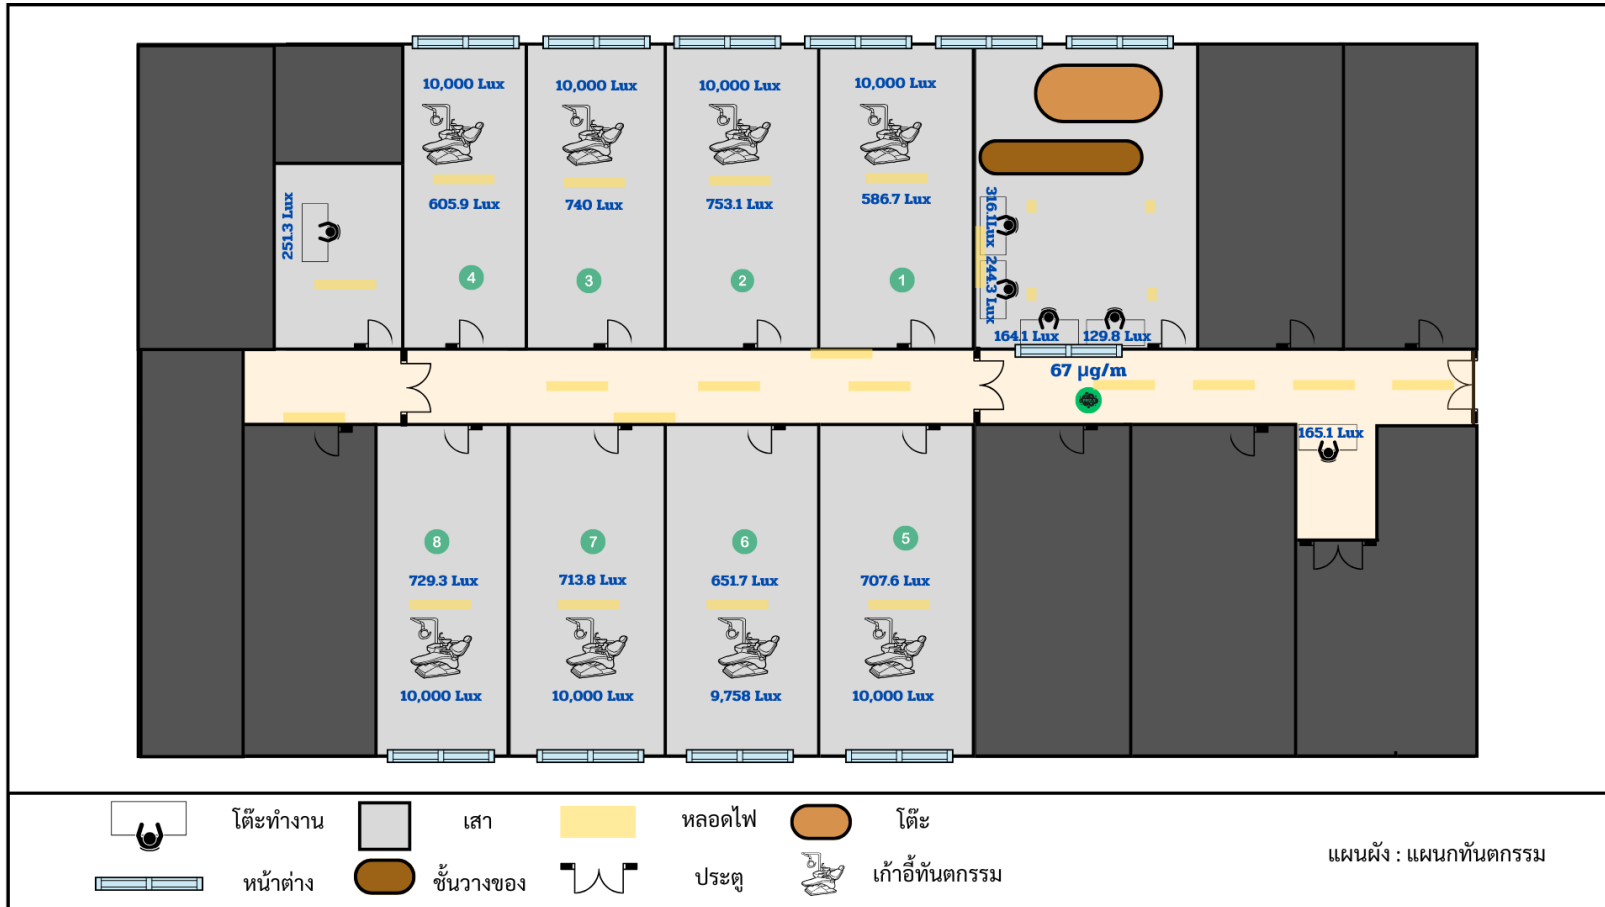 10,000 Lux
10,000 Lux
10,000 Lux
10,000 Lux
605.9 Lux
740 Lux
753.1 Lux
586.7 Lux
251.3 Lux
316.1Lux
244.3 Lux
4
3
2
1
164.1 Lux
129.8 Lux
67 µg/m
165.1 Lux
8
7
6
5
729.3 Lux
713.8 Lux
651.7 Lux
707.6 Lux
10,000 Lux
10,000 Lux
9,758 Lux
10,000 Lux
โต๊ะทำงาน
เสา
หลอดไฟ
โต๊ะ
หน้าต่าง
ชั้นวางของ
ประตู
เก้าอี้ทันตกรรม
แผนผัง : แผนกทันตกรรม